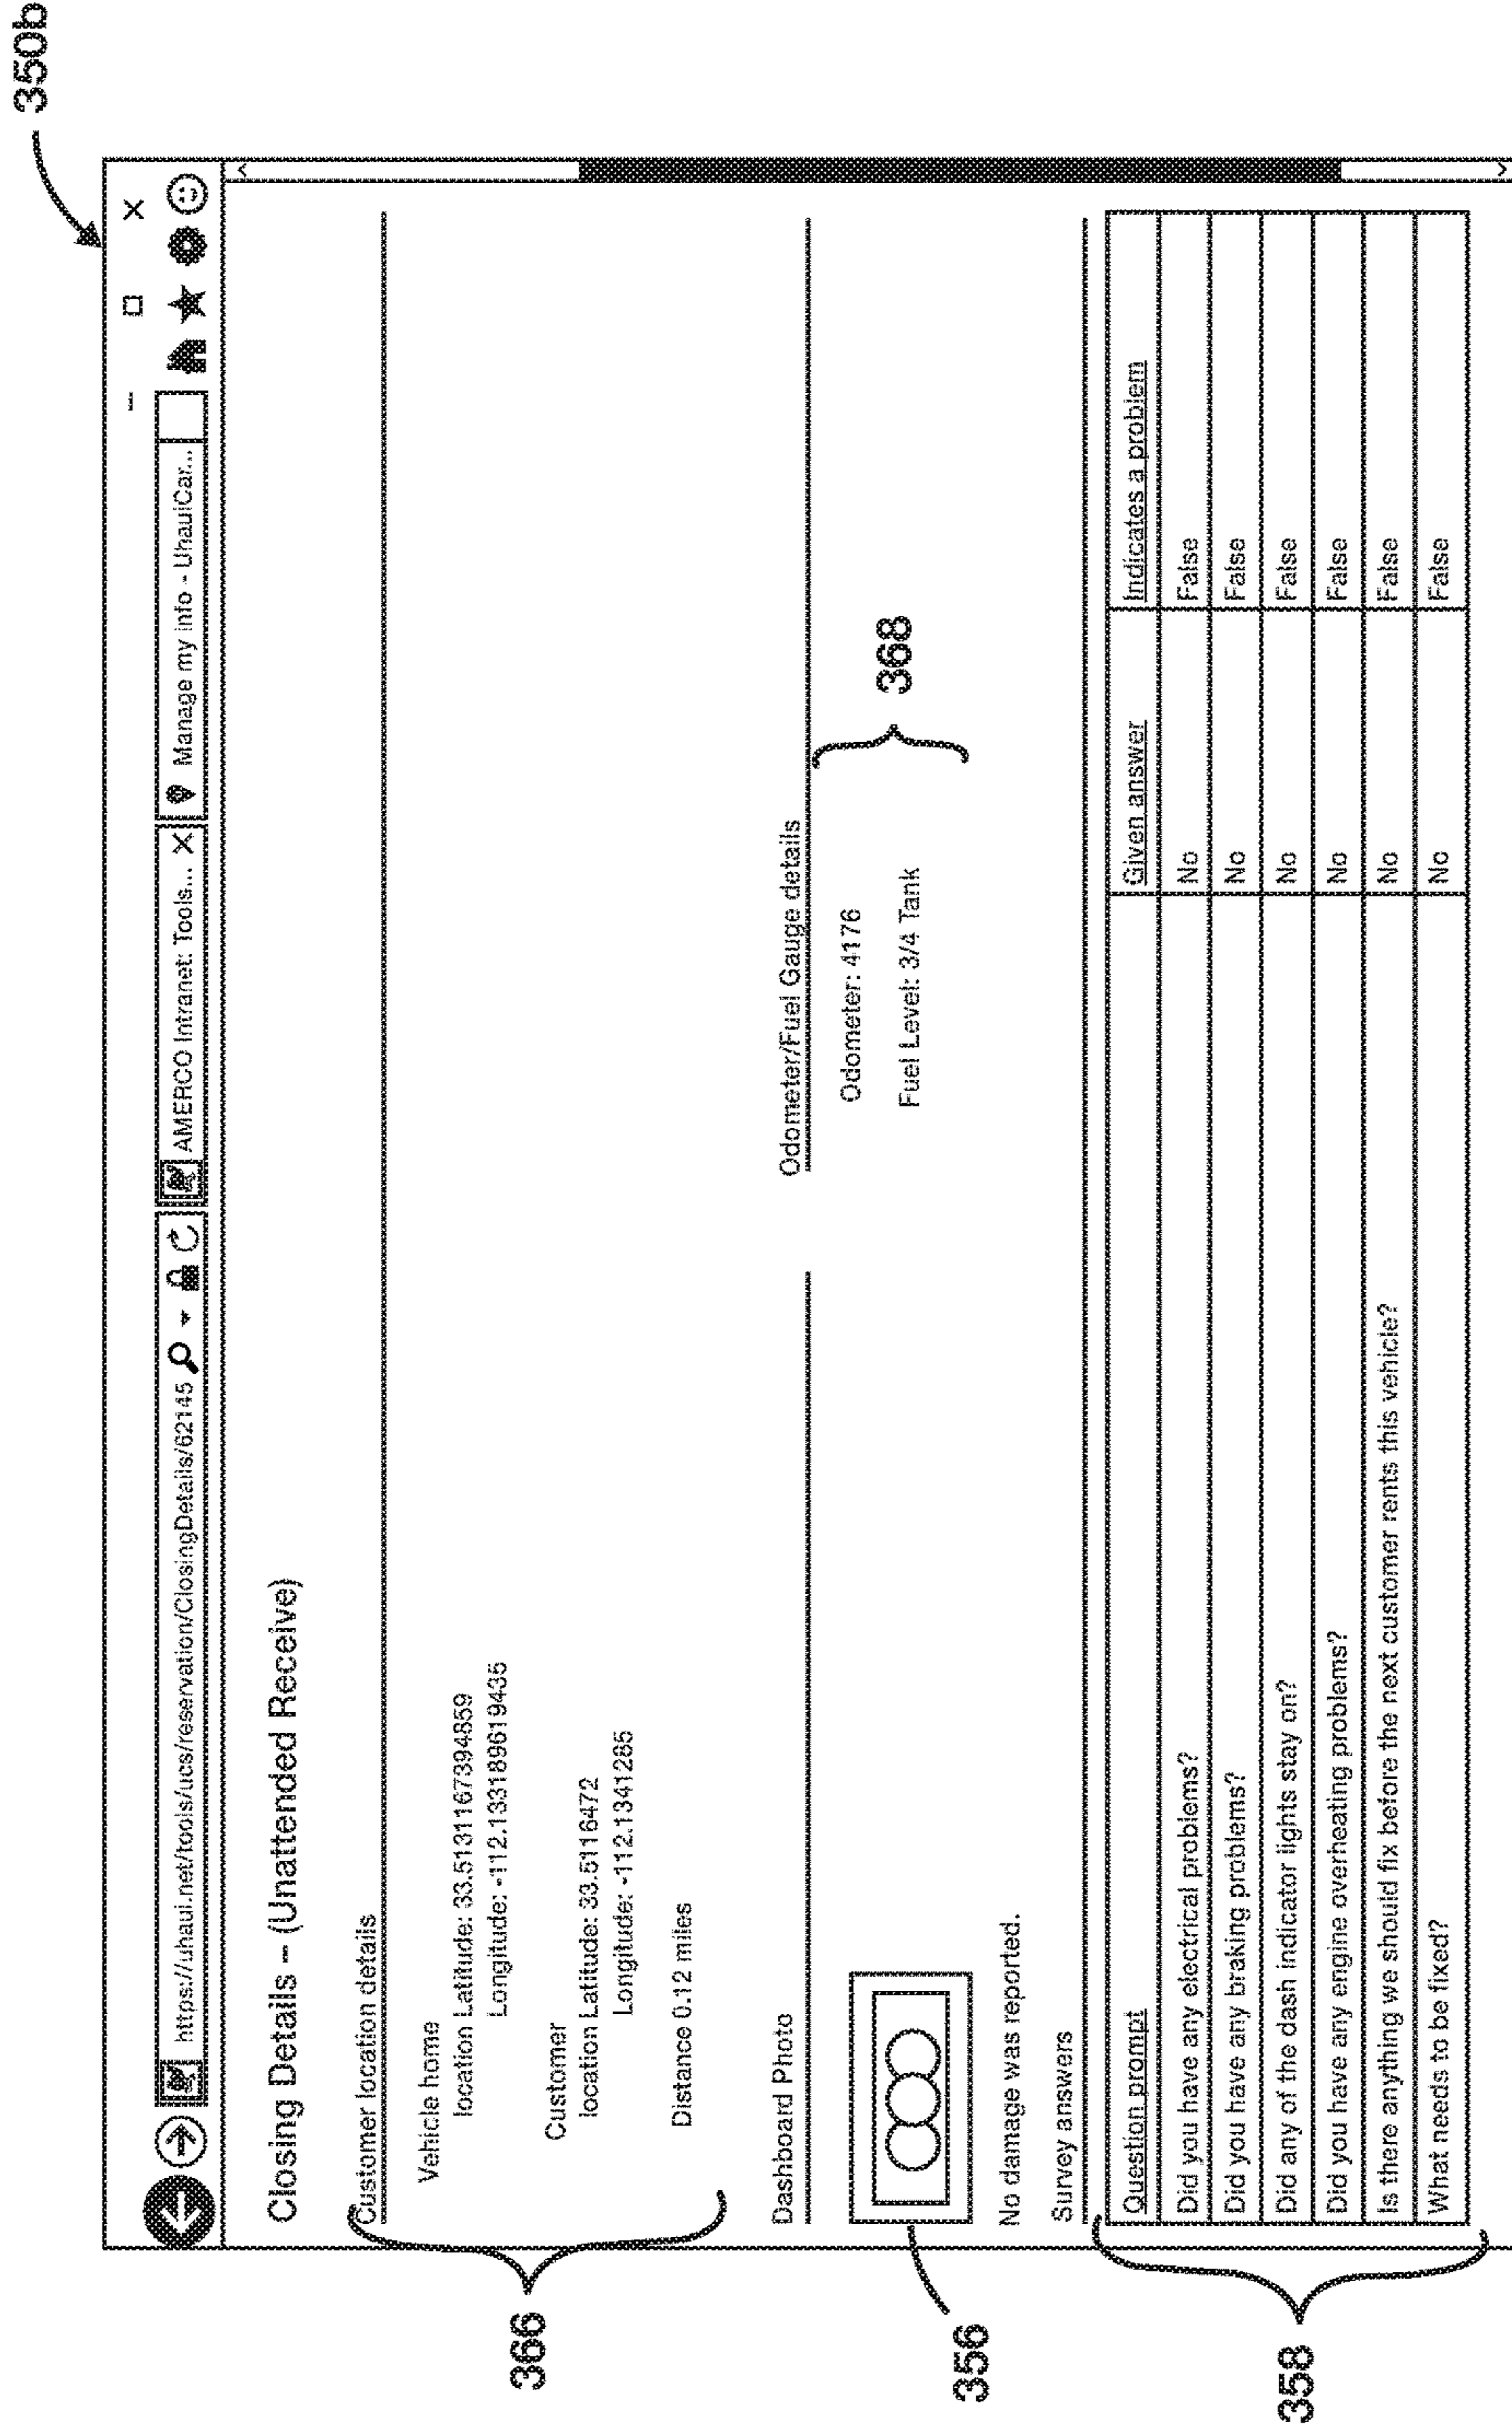 350b
https://uhaul.net/tools/ucs/reservation/ClosingDetails/62145
AMERCO Intranet: Tools...
Manage my info - UhaulCar...
Closing Details -- (Unattended Receive)
Customer location details
Vehicle home
location Latitude: 33.5131167394859
Longitude: -112.133189619435
Customer
location Latitude: 33.5116472
Longitude: -112.1341285
Distance 0.12 miles
366
Dashboard Photo
Odometer/Fuel Gauge details
Odometer: 4176
Fuel Level: 3/4 Tank
368
356
No damage was reported.
Survey answers
Question prompt Given answer Indicates a problem
Did you have any electrical problems? No False
Did you have any braking problems? No False
Did any of the dash indicator lights stay on? No False
Did you have any engine overheating problems? No False
Is there anything we should fix before the next customer rents this vehicle? No False
What needs to be fixed? No False
358